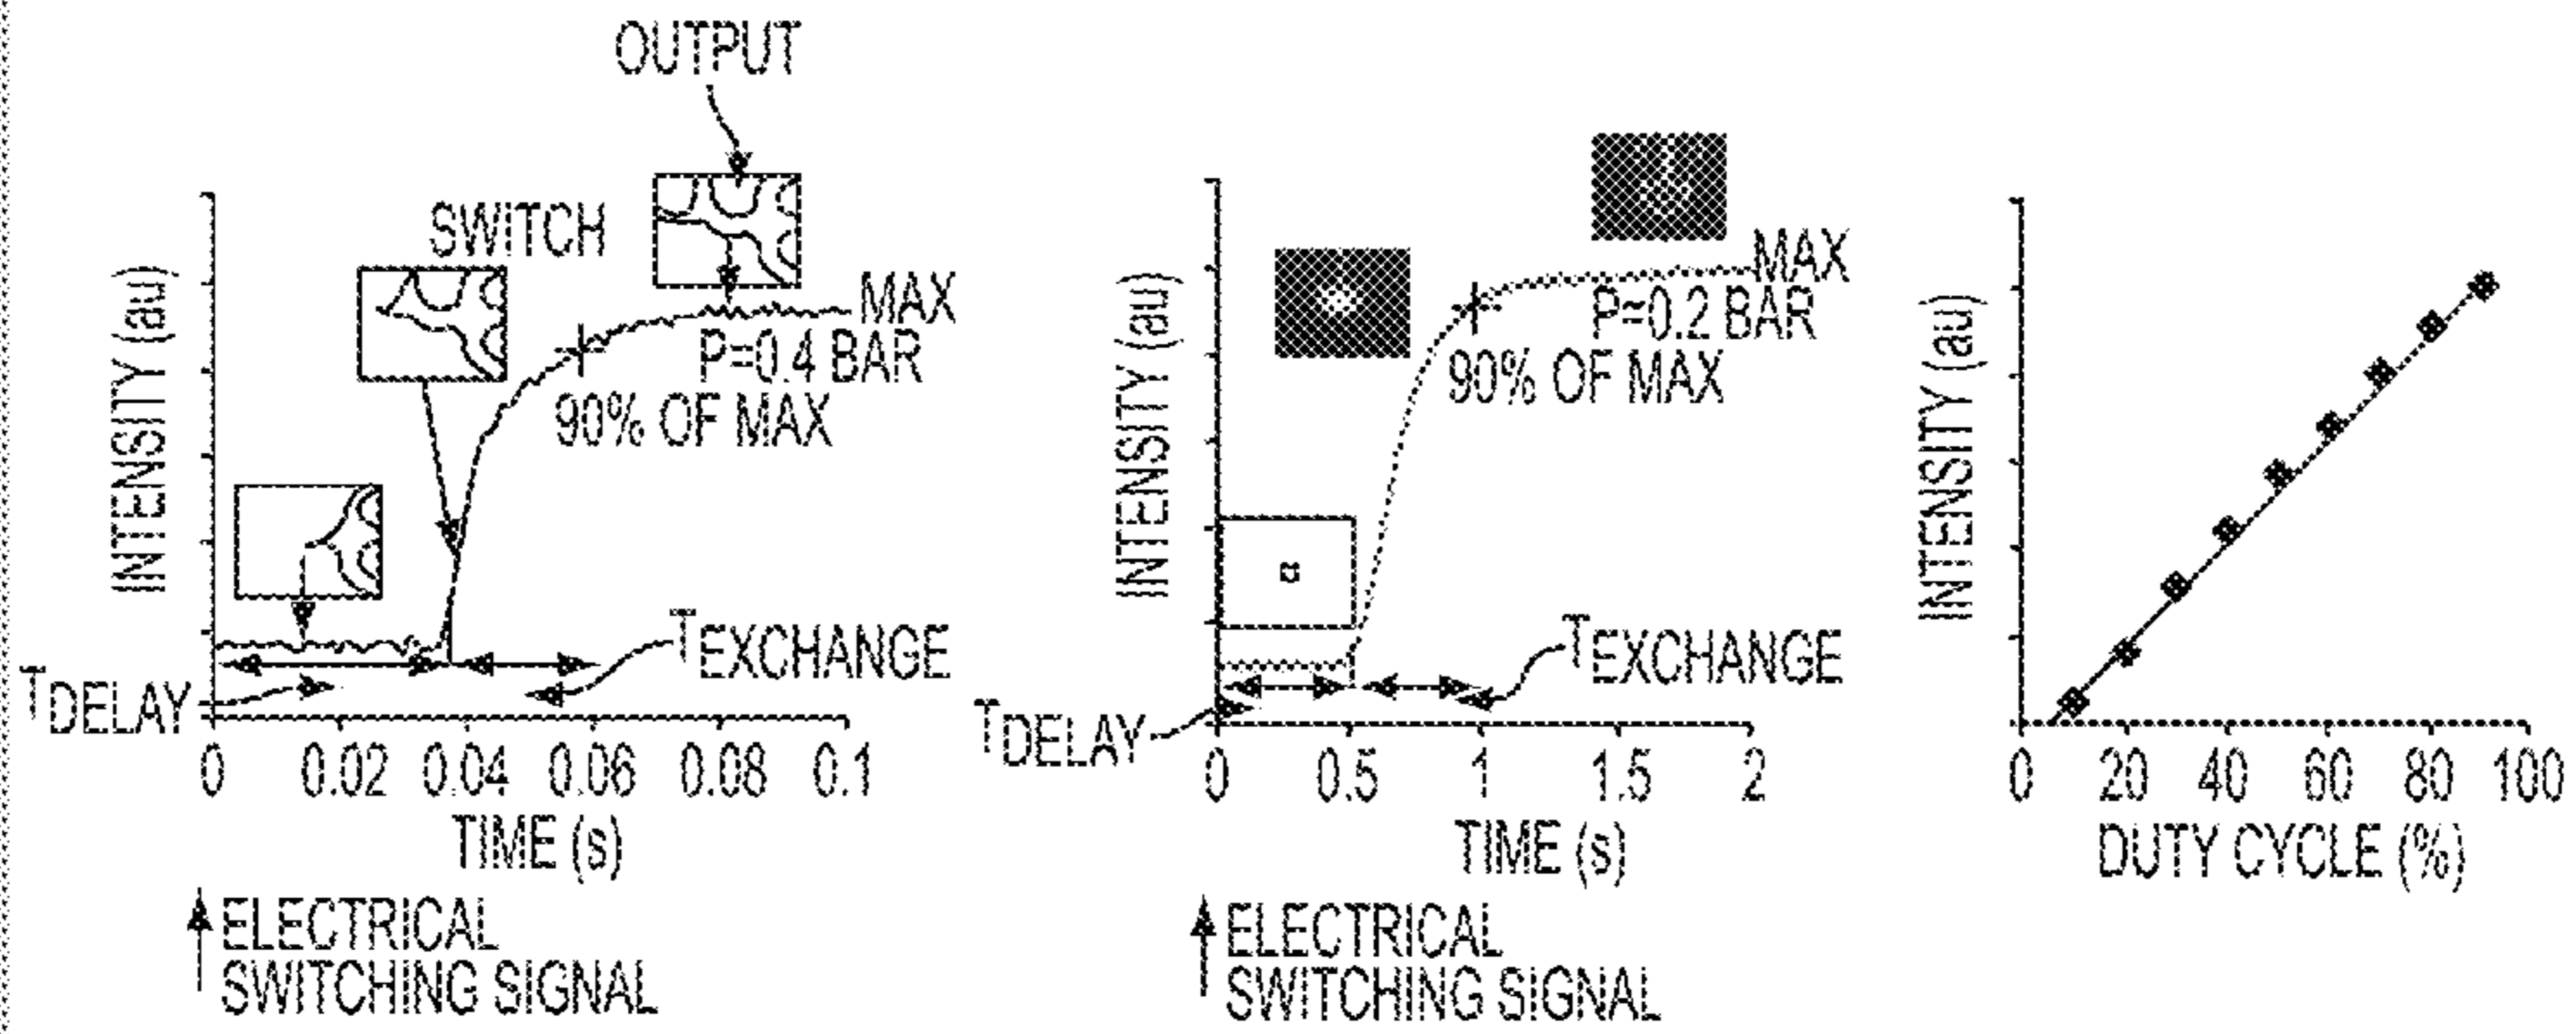 OUTPUT
SWITCH
INTENSITY (au)
MAX
P=0.4 BAR
90% OF MAX
TEXCHANGE
TDELAY
0 0.02 0.04 0.06 0.08 0.1
TIME (s)
ELECTRICAL
SWITCHING SIGNAL
INTENSITY (au)
MAX
P=0.2 BAR
90% OF MAX
TEXCHANGE
TDELAY
0 0.5 1 1.5 2
TIME (s)
ELECTRICAL
SWITCHING SIGNAL
INTENSITY (au)
0 20 40 60 80 100
DUTY CYCLE (%)